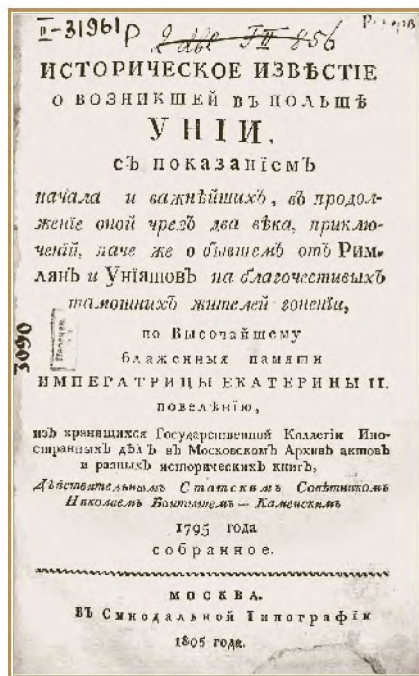 II-31961 р
ИСТОРИЧЕСКОЕ ИЗВѢСТІЕ
О ВОЗНИКШЕЙ ВЪ ПОЛЬШѢ
УНІИ,
съ показаніемъ
начала и важнѣйшихъ, въ продол-
женіе оной чрезъ два вѣка, приклю-
ченій, паче же о бывшемъ отъ Рим-
лянъ и Уніятовъ на благочестивыхъ
тамошнихъ жителей гоненіи,
по Высочайшему
блаженныя памяти
ИМПЕРАТРИЦЫ ЕКАТЕРИНЫ II.
повелѣнію,
изъ хранящихся Государственной Коллегіи Ино-
странныхъ дѣлъ въ Московскомъ Архивѣ актовъ
и разныхъ историческихъ книгъ,
Дѣйствительнымъ Статскимъ Совѣтникомъ
Николаемъ Бантышемъ — Каменскимъ
1795 года
собранное.
3090
МОСКВА.
Въ Синодальной Типографіи
1805 года.